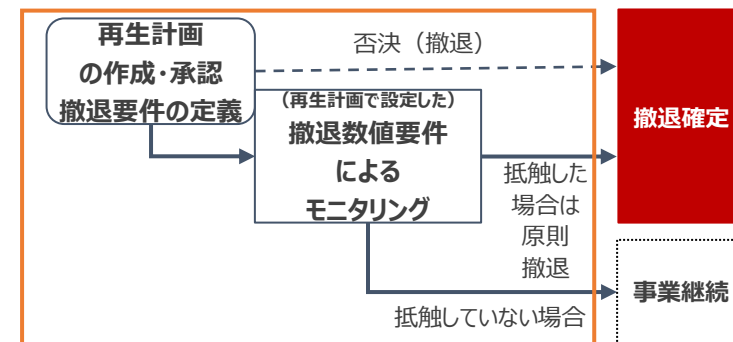 再生計画
の作成・承認
撤退要件の定義
否決（撤退）
（再生計画で設定した）
撤退数値要件
による
モニタリング
抵触した
場合は
原則
撤退
抵触していない場合
撤退確定
事業継続